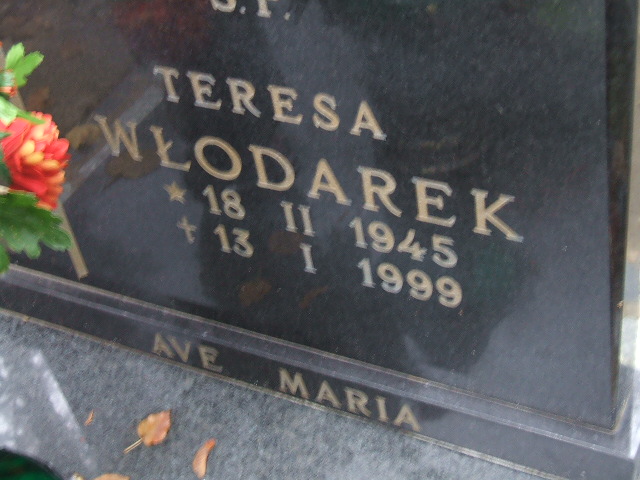 Ś.P.
TERESA
WŁODAREK
* 18 II 1945
† 13 I 1999
AVE MARIA